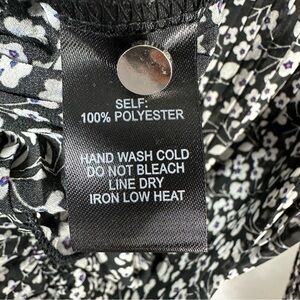 SELF:
100% POLYESTER
HAND WASH COLD
DO NOT BLEACH
LINE DRY
IRON LOW HEAT